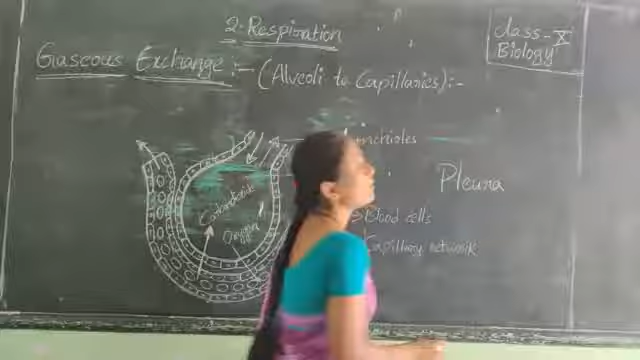 2. Respiration
class-X
Biology
Gaseous Exchange:- (Alveoli to Capillaries):-
Pleura
Carbondioxide
Oxygen
Blood cells
Capillary network